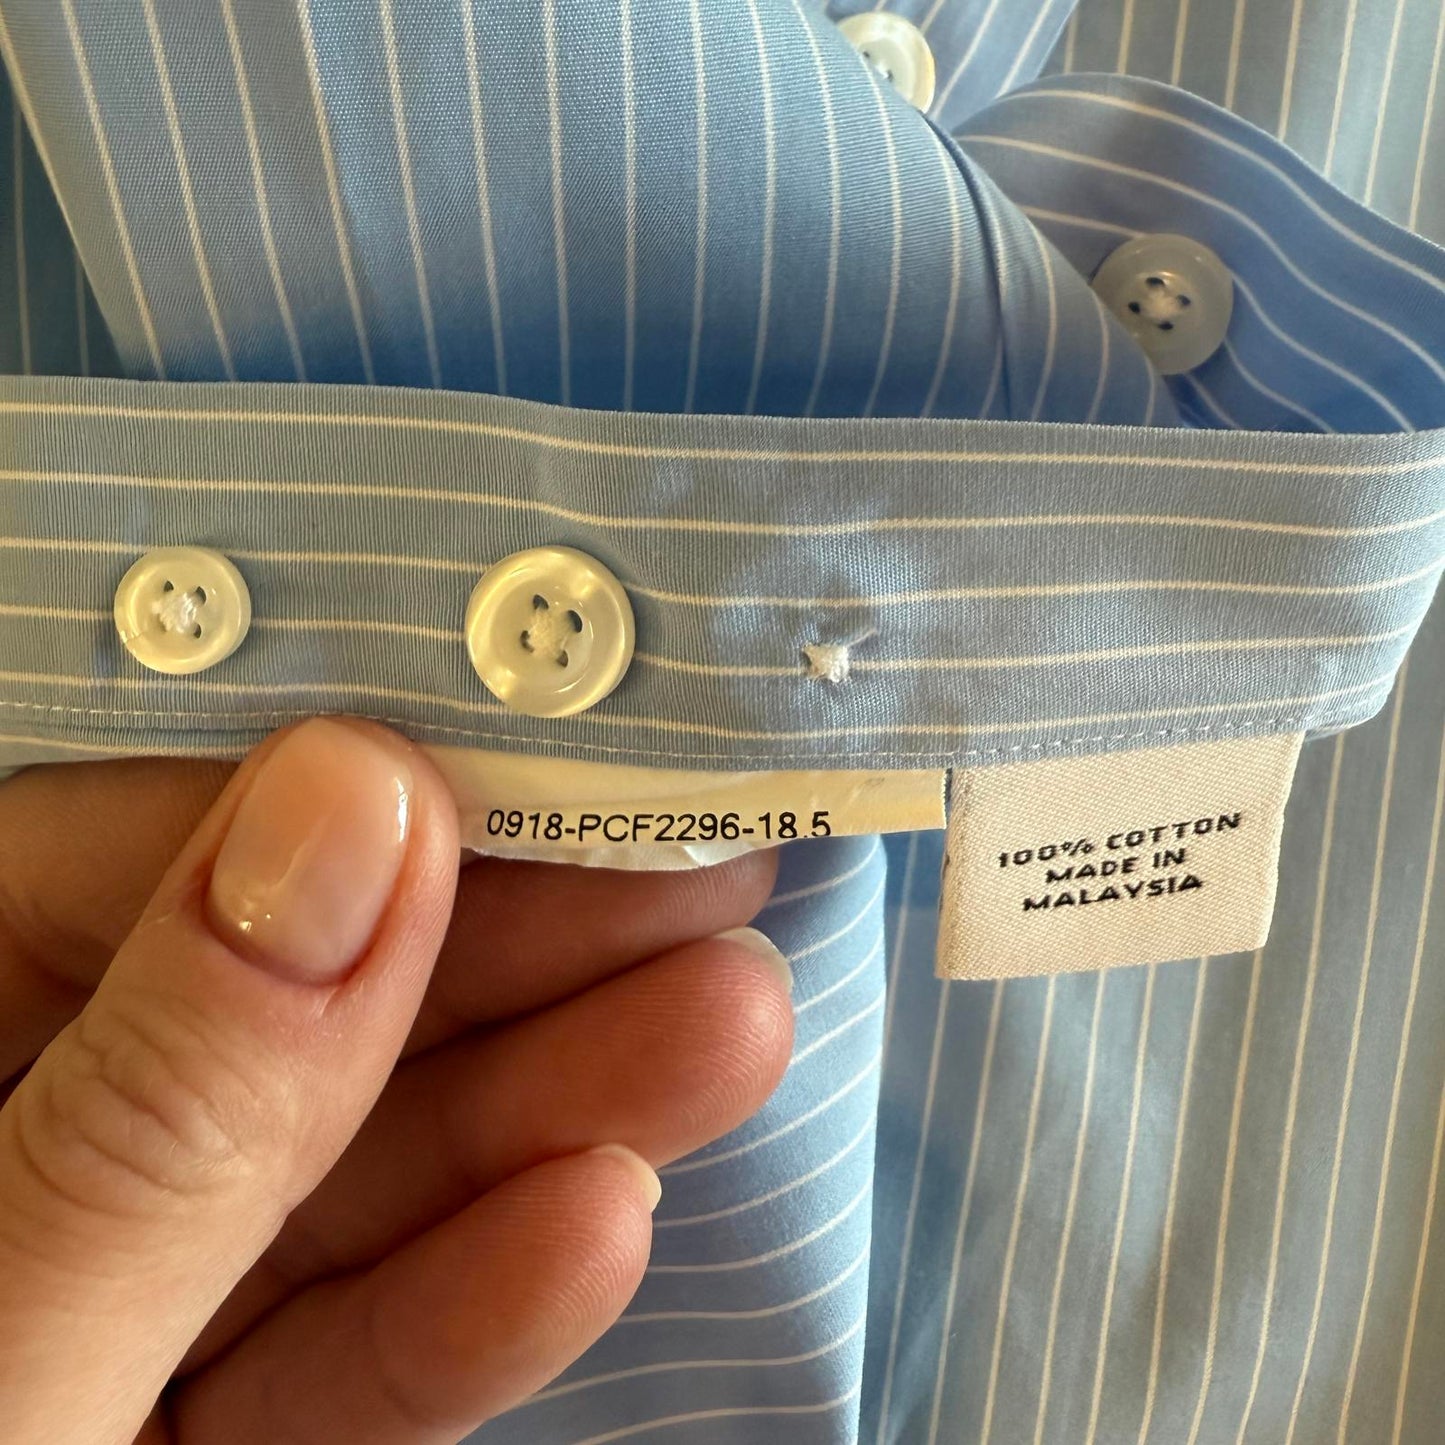 0918-PCF2296-18.5
100% COTTON
MADE IN
MALAYSIA